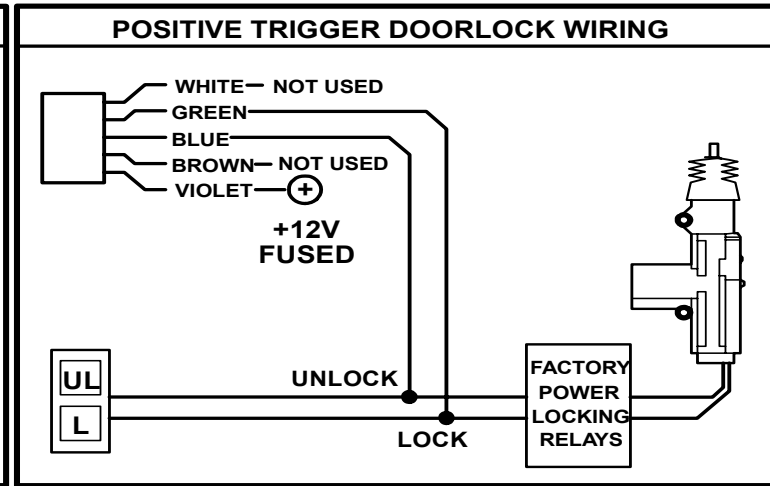 POSITIVE TRIGGER DOORLOCK WIRING
WHITE NOT USED
GREEN
BLUE
BROWN NOT USED
VIOLET +
+12V
FUSED
UL
UNLOCK
L
LOCK
FACTORY
POWER
LOCKING
RELAYS